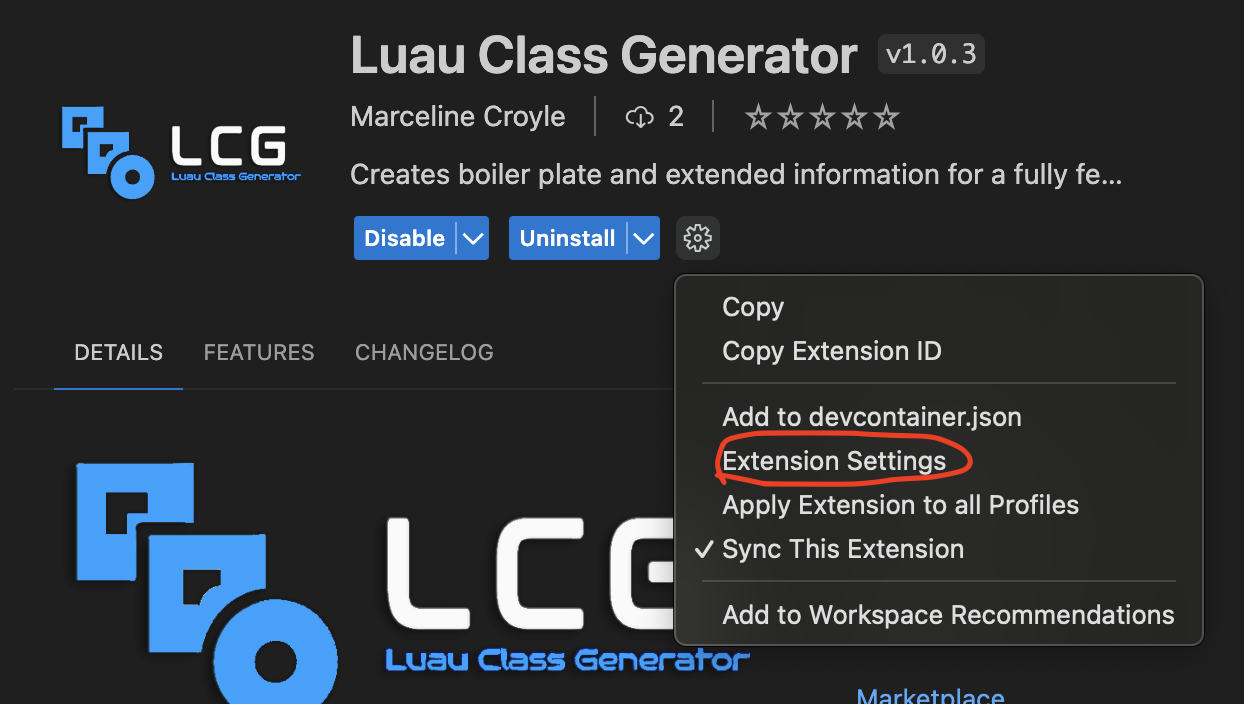 Luau Class Generator v1.0.3
LCG
Luau Class Generator
Marceline Croyle 2
Creates boiler plate and extended information for a fully fe...
Disable Uninstall
DETAILS FEATURES CHANGELOG
Copy
Copy Extension ID
Add to devcontainer.json
Extension Settings
Apply Extension to all Profiles
Sync This Extension
Add to Workspace Recommendations
LCG
Luau Class Generator
Marketplace